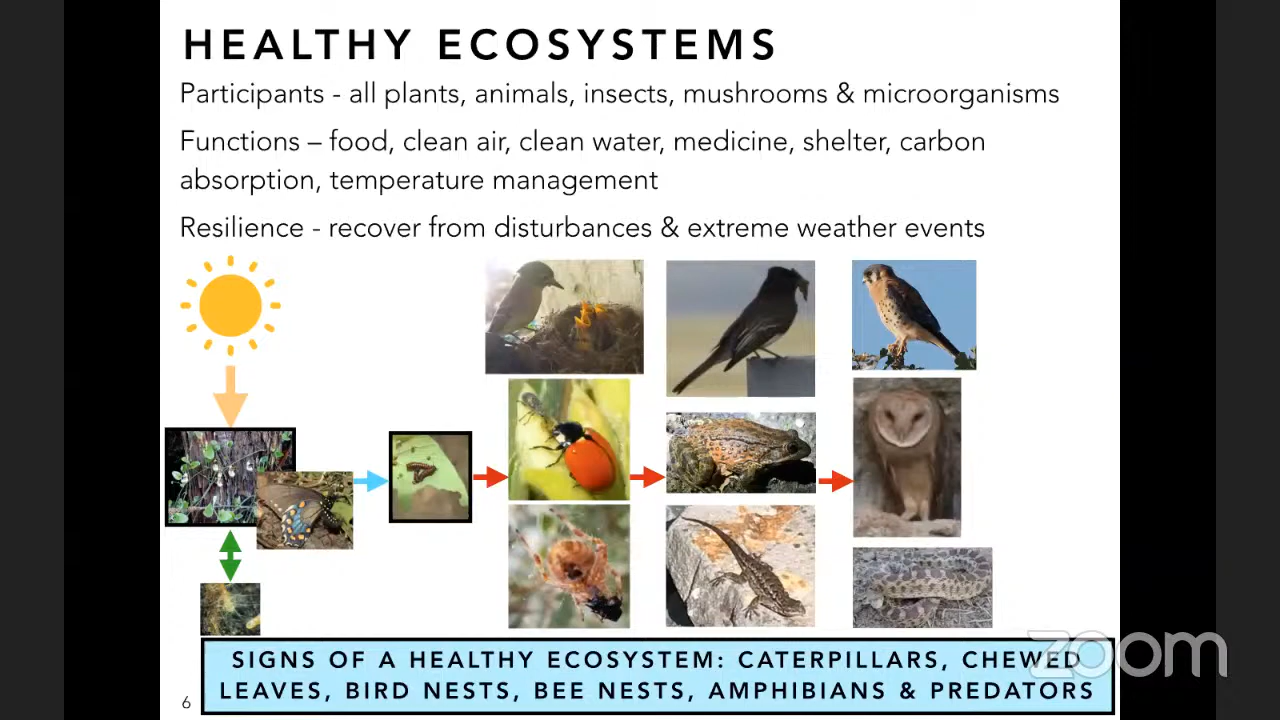 HEALTHY ECOSYSTEMS
Participants - all plants, animals, insects, mushrooms & microorganisms
Functions – food, clean air, clean water, medicine, shelter, carbon
absorption, temperature management
Resilience - recover from disturbances & extreme weather events
SIGNS OF A HEALTHY ECOSYSTEM: CATERPILLARS, CHEWED
LEAVES, BIRD NESTS, BEE NESTS, AMPHIBIANS & PREDATORS
6
zoom